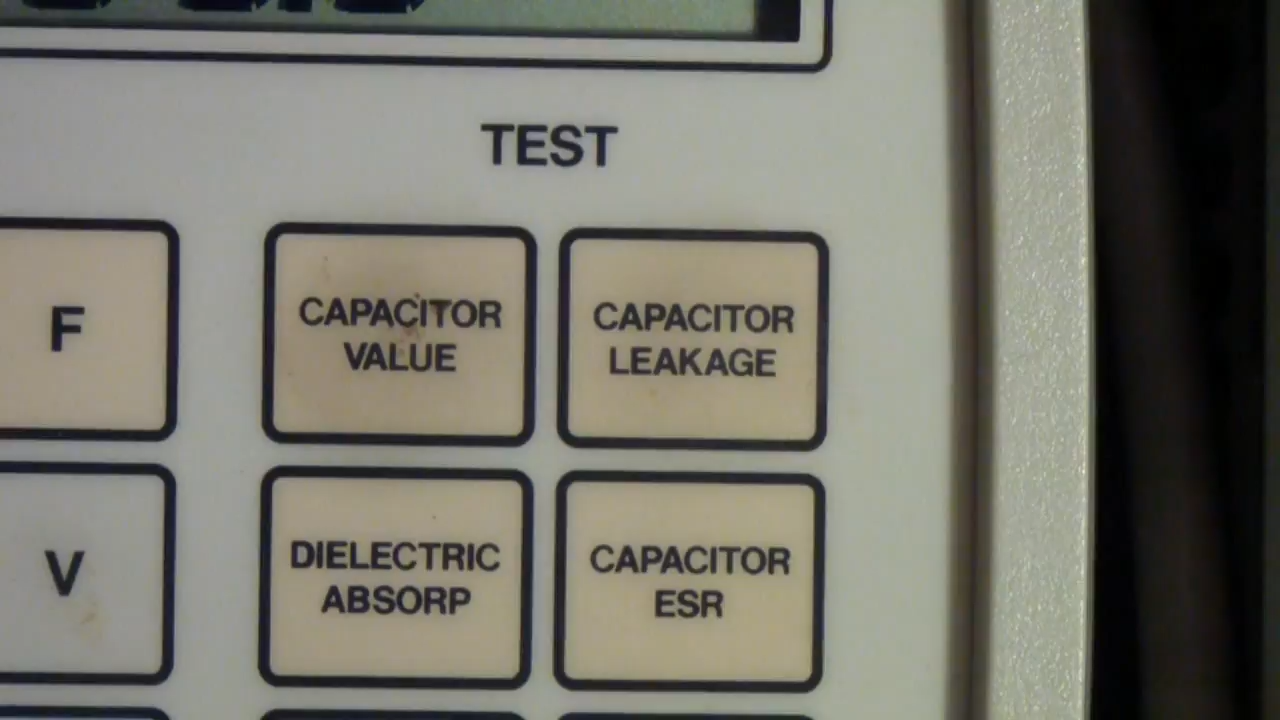 TEST
F
CAPACITOR
VALUE
CAPACITOR
LEAKAGE
V
DIELECTRIC
ABSORP
CAPACITOR
ESR